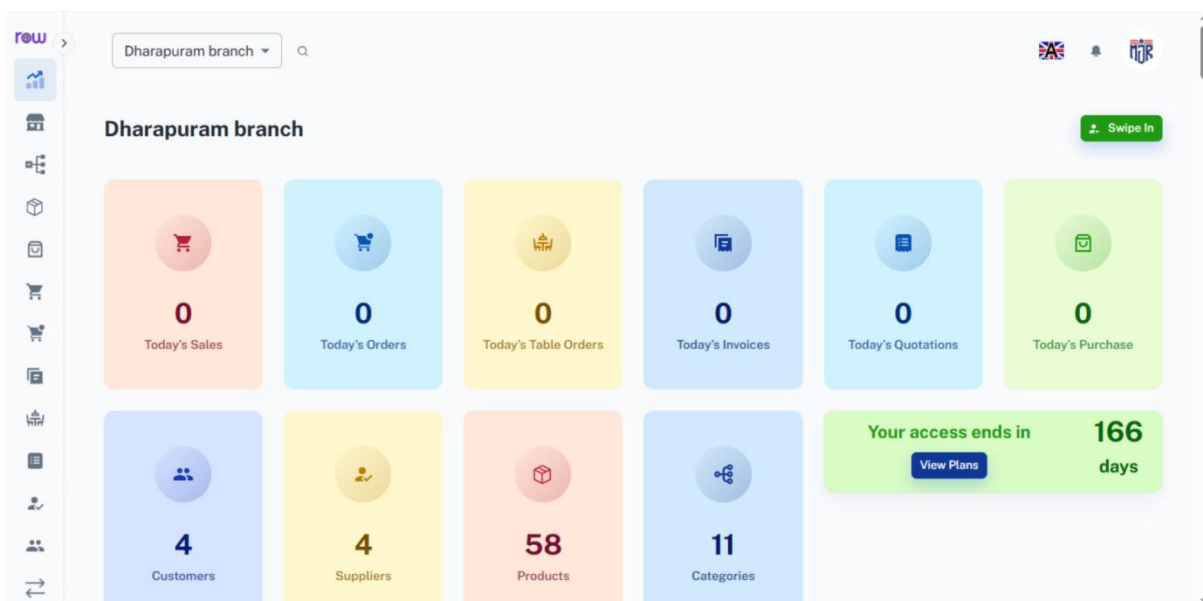 row
Dharapuram branch
A
MJR
Dharapuram branch
Swipe In
0
Today's Sales
0
Today's Orders
0
Today's Table Orders
0
Today's Invoices
0
Today's Quotations
0
Today's Purchase
4
Customers
4
Suppliers
58
Products
11
Categories
Your access ends in
View Plans
166
days